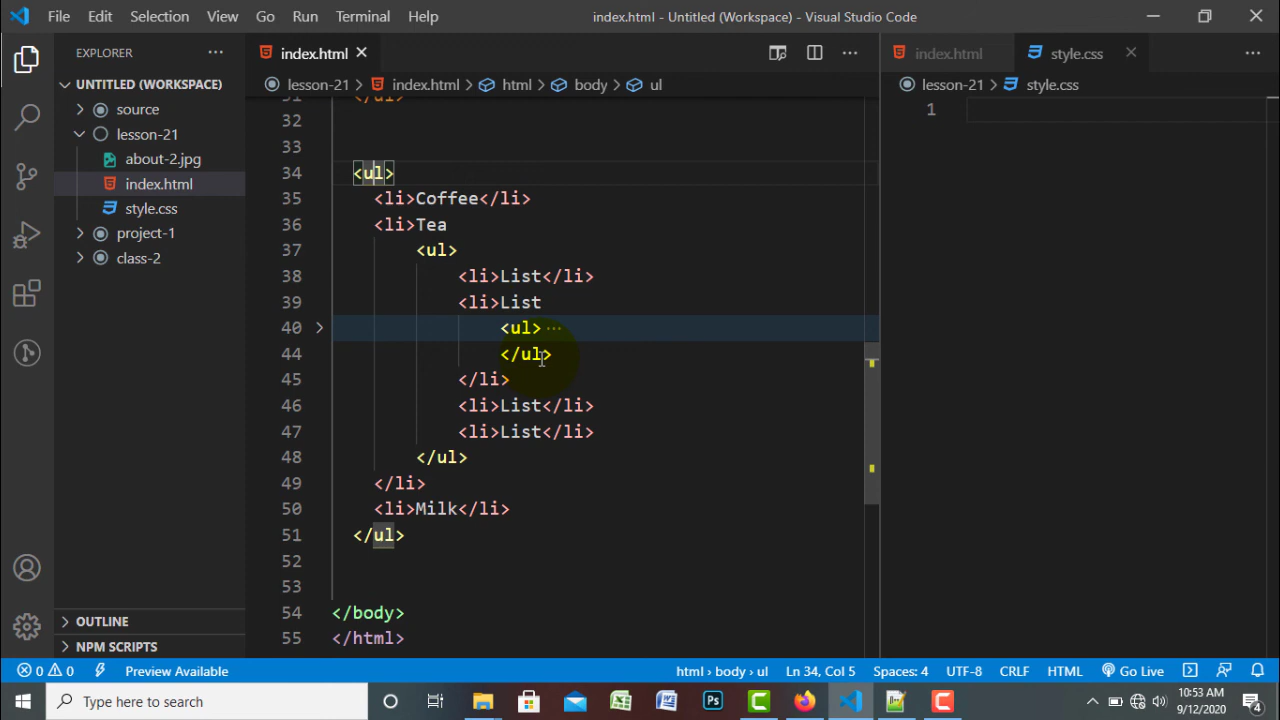 File Edit Selection View Go Run Terminal Help index.html - Untitled (Workspace) - Visual Studio Code
EXPLORER ···
UNTITLED (WORKSPACE)
source
lesson-21
about-2.jpg
index.html
style.css
project-1
class-2
OUTLINE
NPM SCRIPTS
index.html
lesson-21 > index.html > html > body > ul
31 </ul>
32
33
34 <ul>
35 <li>Coffee</li>
36 <li>Tea
37 <ul>
38 <li>List</li>
39 <li>List
40 <ul>···
44 </ul>
45 </li>
46 <li>List</li>
47 <li>List</li>
48 </ul>
49 </li>
50 <li>Milk</li>
51 </ul>
52
53
54 </body>
55 </html>
index.html style.css
lesson-21 > style.css
1
0 0 Preview Available html › body › ul Ln 34, Col 5 Spaces: 4 UTF-8 CRLF HTML Go Live
Type here to search
10:53 AM
9/12/2020
4